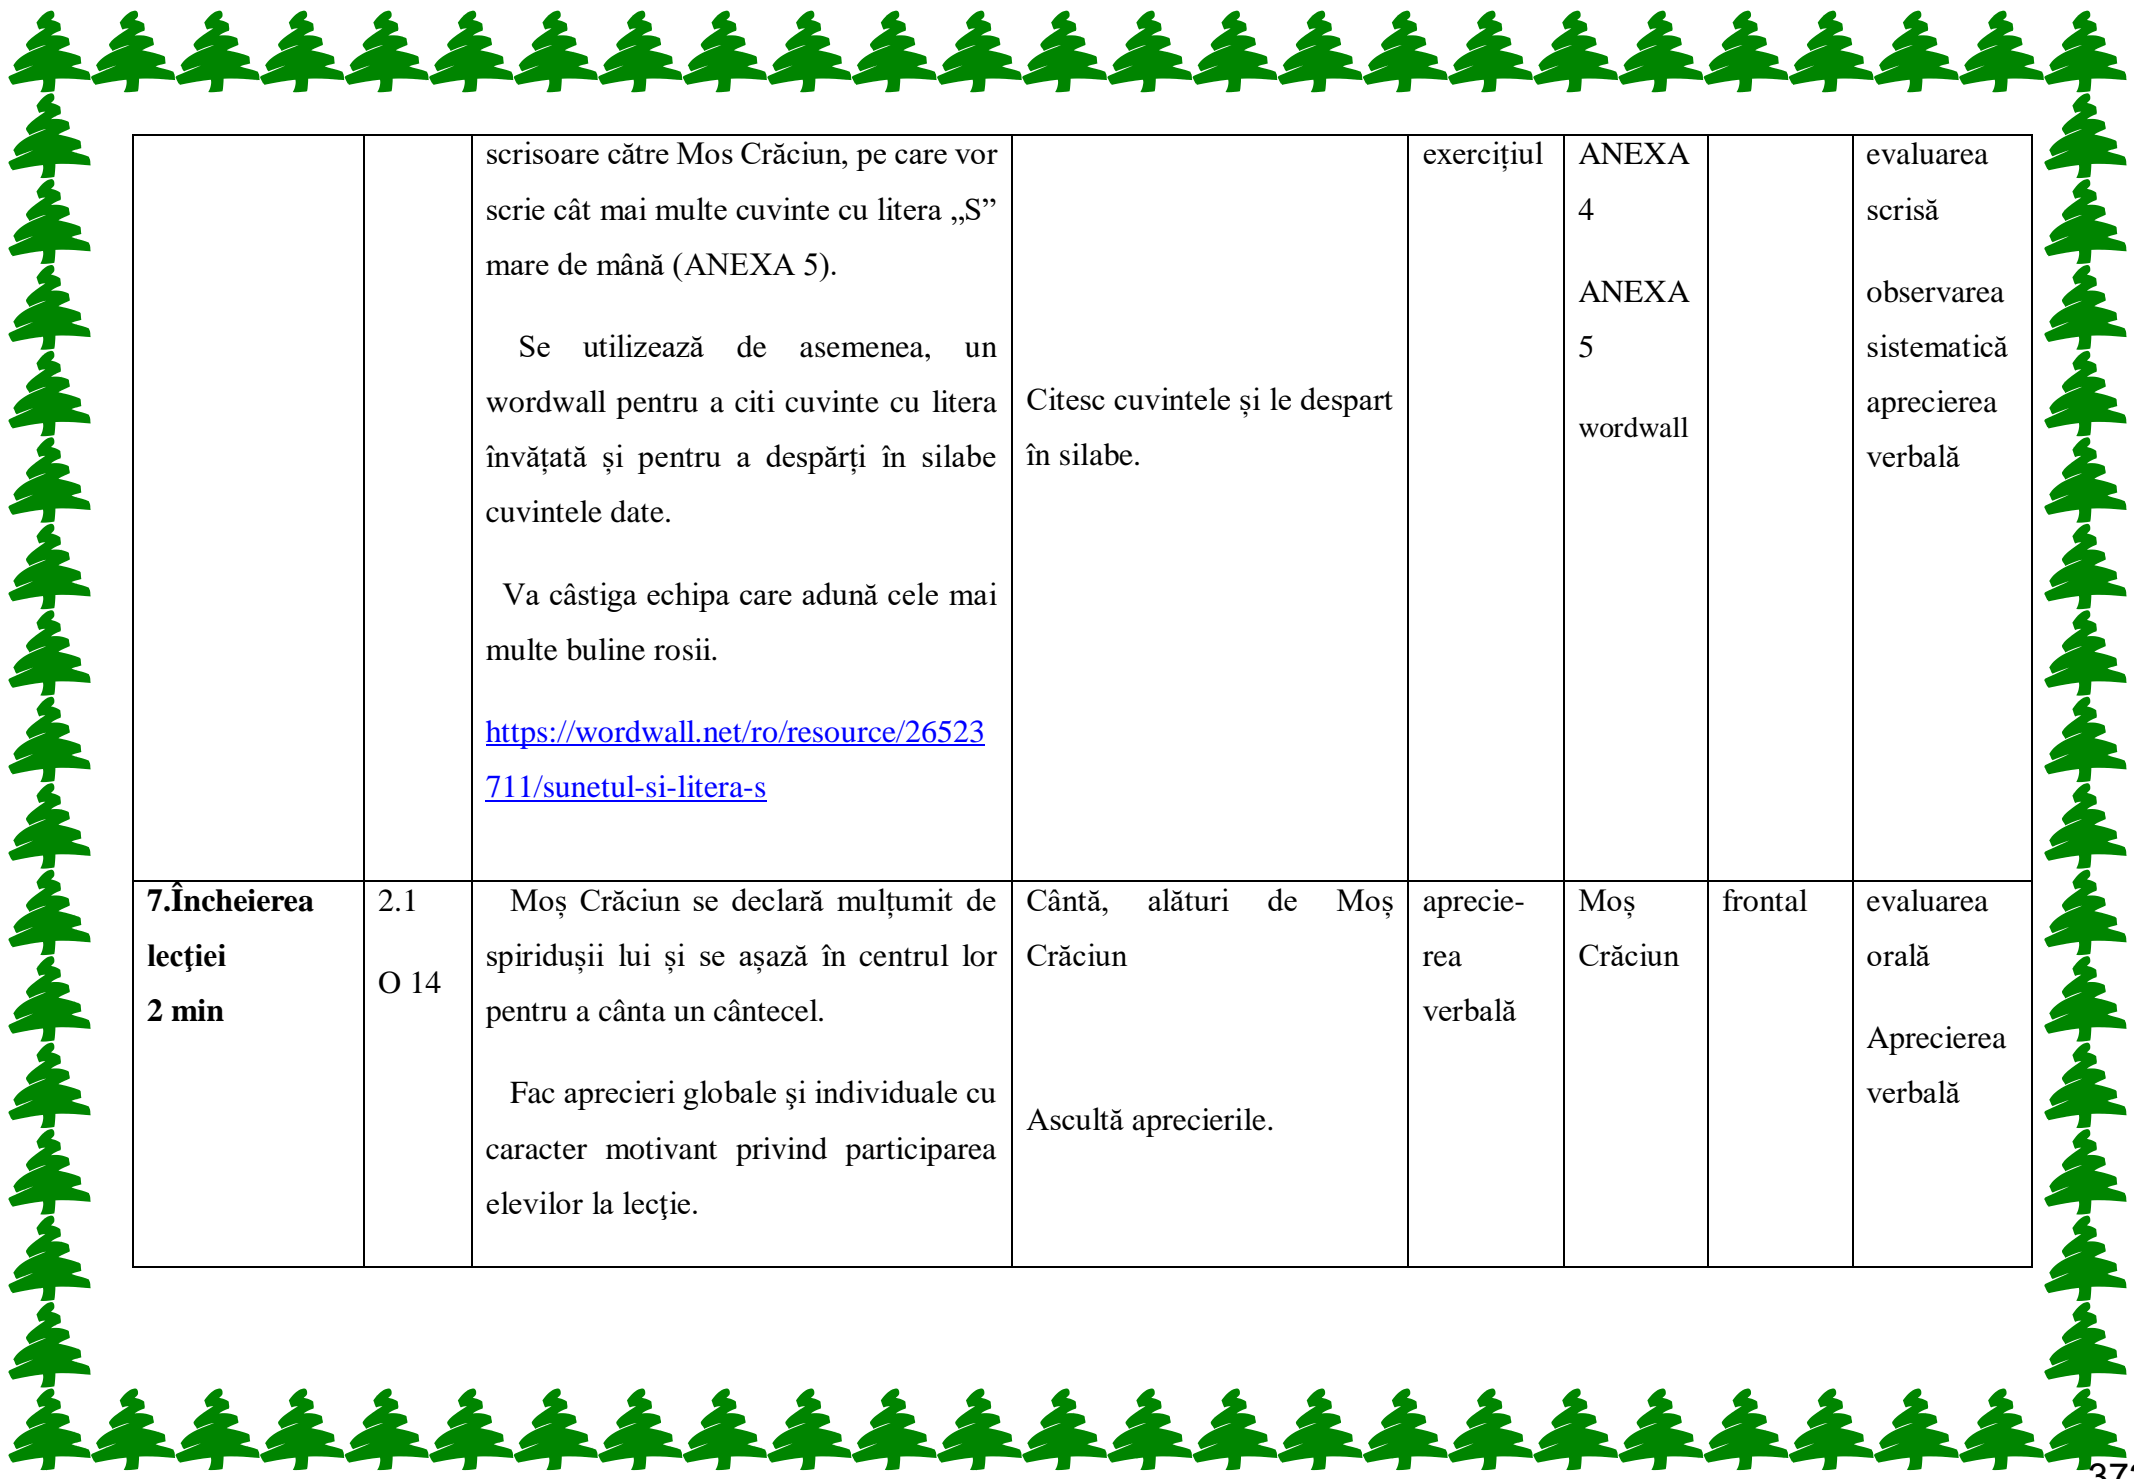 scrisoare către Mos Crăciun, pe care vor
scrie cât mai multe cuvinte cu litera „S”
mare de mână (ANEXA 5).
Se utilizează de asemenea, un
wordwall pentru a citi cuvinte cu litera
învățată și pentru a despărți în silabe
cuvintele date.
Va câstiga echipa care adună cele mai
multe buline rosii.
https://wordwall.net/ro/resource/26523
711/sunetul-si-litera-s
Citesc cuvintele și le despart
în silabe.
exercițiul
ANEXA
4
ANEXA
5
wordwall
evaluarea
scrisă
observarea
sistematică
aprecierea
verbală
7.Încheierea
lecţiei
2 min
2.1
O 14
Moș Crăciun se declară mulțumit de
spiridușii lui și se așază în centrul lor
pentru a cânta un cântecel.
Fac aprecieri globale şi individuale cu
caracter motivant privind participarea
elevilor la lecţie.
Cântă, alături de Moș
Crăciun
Ascultă aprecierile.
aprecie-
rea
verbală
Moș
Crăciun
frontal
evaluarea
orală
Aprecierea
verbală